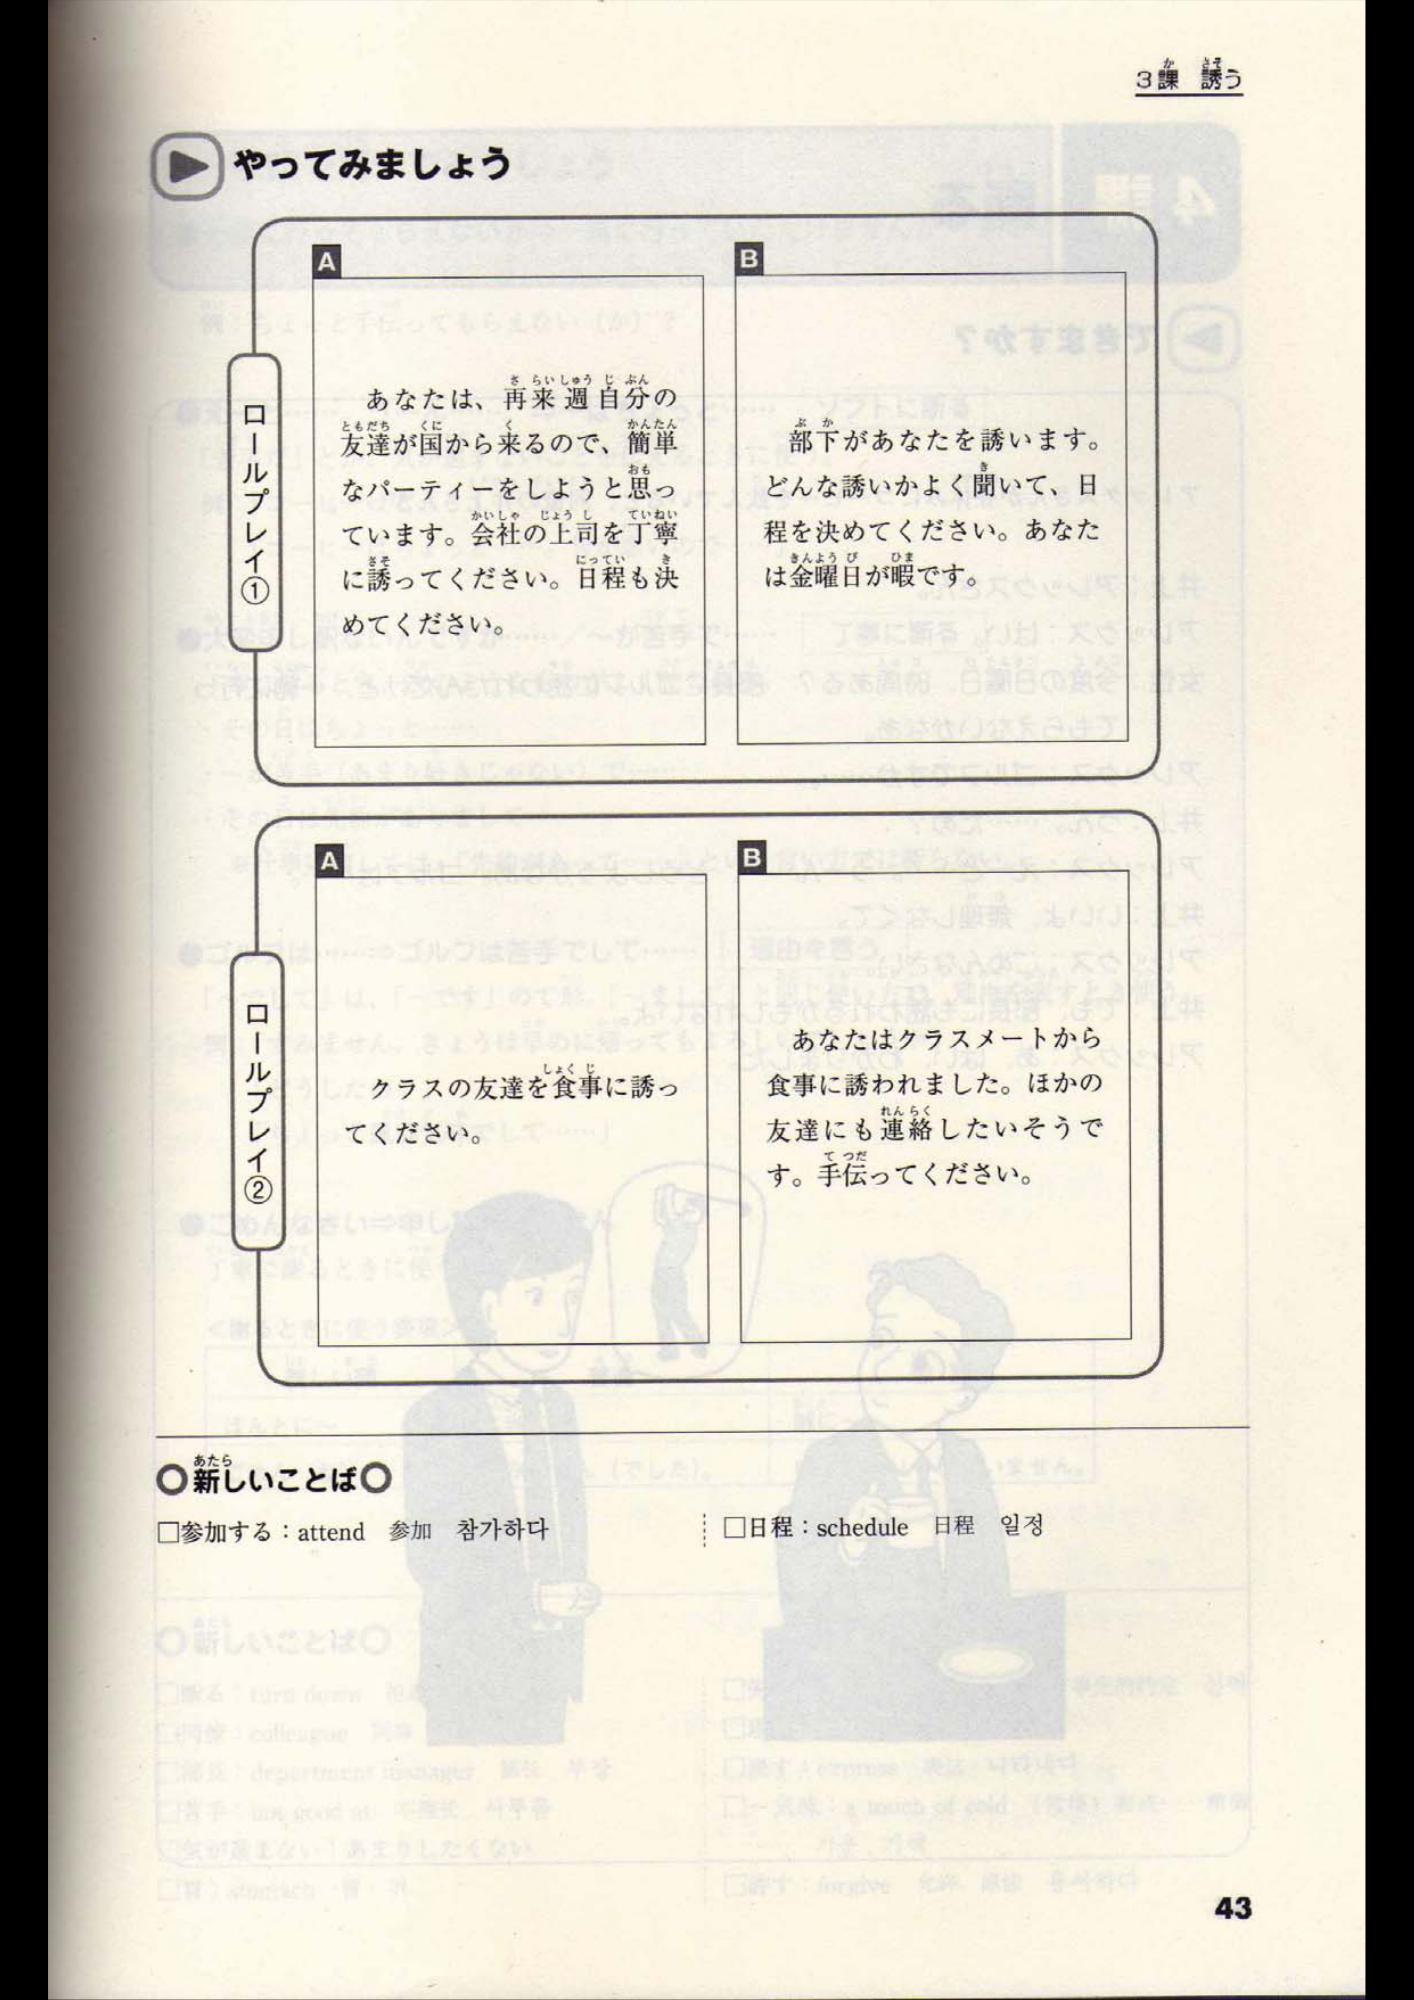 3課 誘う
やってみましょう
ロールプレイ①
A
あなたは、再来週自分の
友達が国から来るので、簡単
なパーティーをしようと思っ
ています。会社の上司を丁寧
に誘ってください。日程も決
めてください。
B
部下があなたを誘います。
どんな誘いかよく聞いて、日
程を決めてください。あなた
は金曜日が暇です。
ロールプレイ②
A
クラスの友達を食事に誘っ
てください。
B
あなたはクラスメートから
食事に誘われました。ほかの
友達にも連絡したいそうで
す。手伝ってください。
○新しいことば○
□参加する：attend 参加 참가하다
□日程：schedule 日程 일정
43